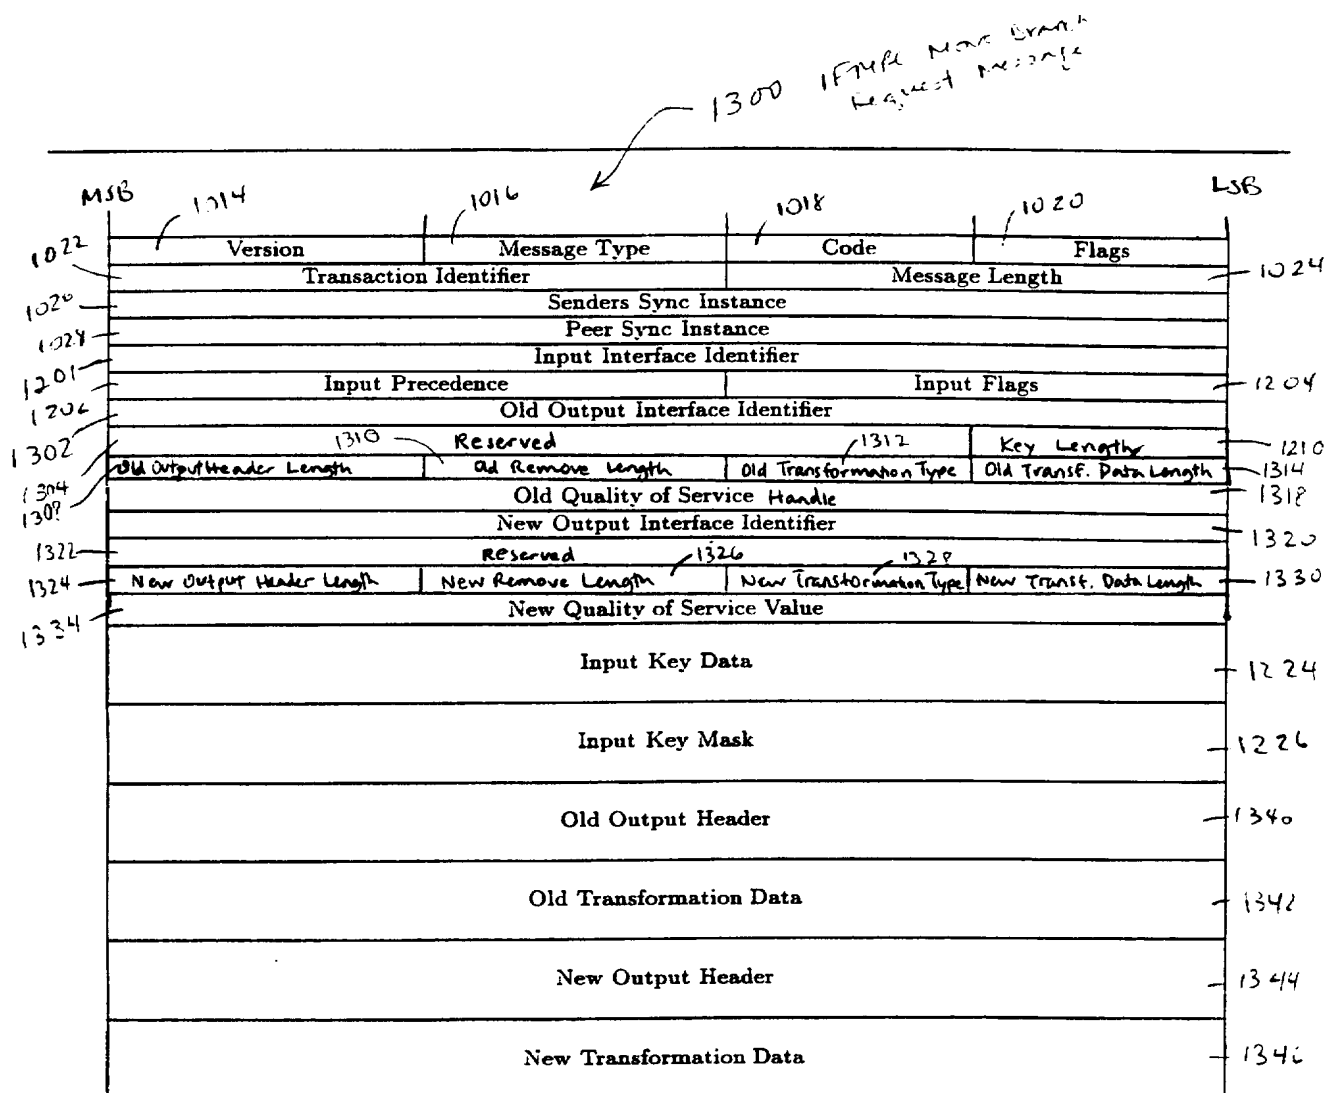 1300 IFMPE Move Branch
Request Message
MSB 1014 1016 1018 1020 LSB
Version Message Type Code Flags
1022 Transaction Identifier Message Length 1024
Senders Sync Instance
1028 Peer Sync Instance
1201 Input Interface Identifier
Input Precedence Input Flags 1204
Old Output Interface Identifier
1302 Reserved Key Length 1210
1310 1312
1304 Old Output Header Length Old Remove Length Old Transformation Type Old Transf. Data Length 1314
Old Quality of Service Handle 1318
New Output Interface Identifier 1320
1322 Reserved 1326 1328
1324 New Output Header Length New Remove Length New Transformation Type New Transf. Data Length 1330
1334 New Quality of Service Value
Input Key Data 1224
Input Key Mask 1226
Old Output Header 1340
Old Transformation Data 1342
New Output Header 1344
New Transformation Data